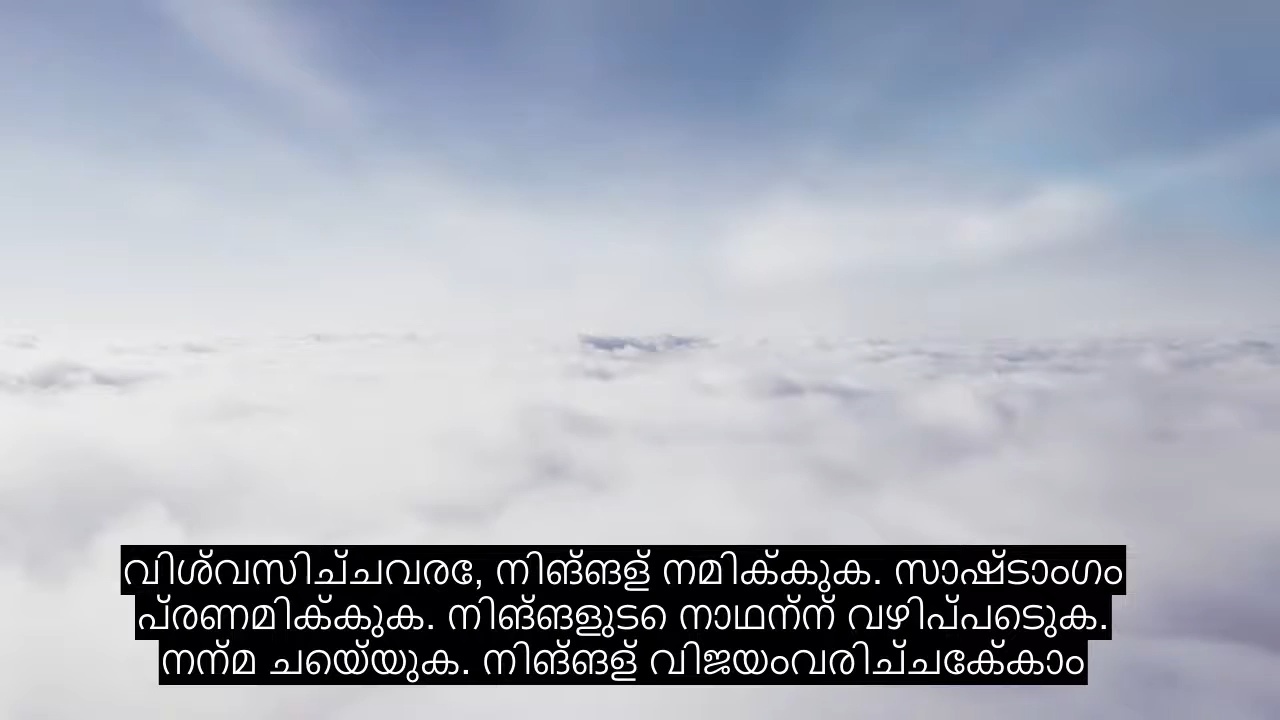 വിശ്വസിച്ചവരേ, നിങ്ങള് നമിക്കുക. സാഷ്ടാംഗം
പ്രണമിക്കുക. നിങ്ങളുടെ നാഥന്ന് വഴിപ്പെടുക.
നന്മ ചെയ്യുക. നിങ്ങള് വിജയംവരിച്ചേക്കാം